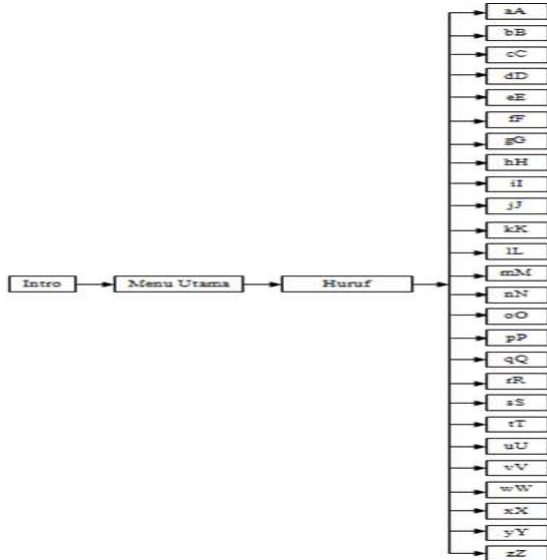 aA
bB
cC
dD
eE
fF
gG
hH
iI
jJ
kK
lL
mM
Intro
Menu Utama
Huruf
nN
oO
pP
qQ
rR
sS
tT
uU
vV
wW
xX
yY
zZ